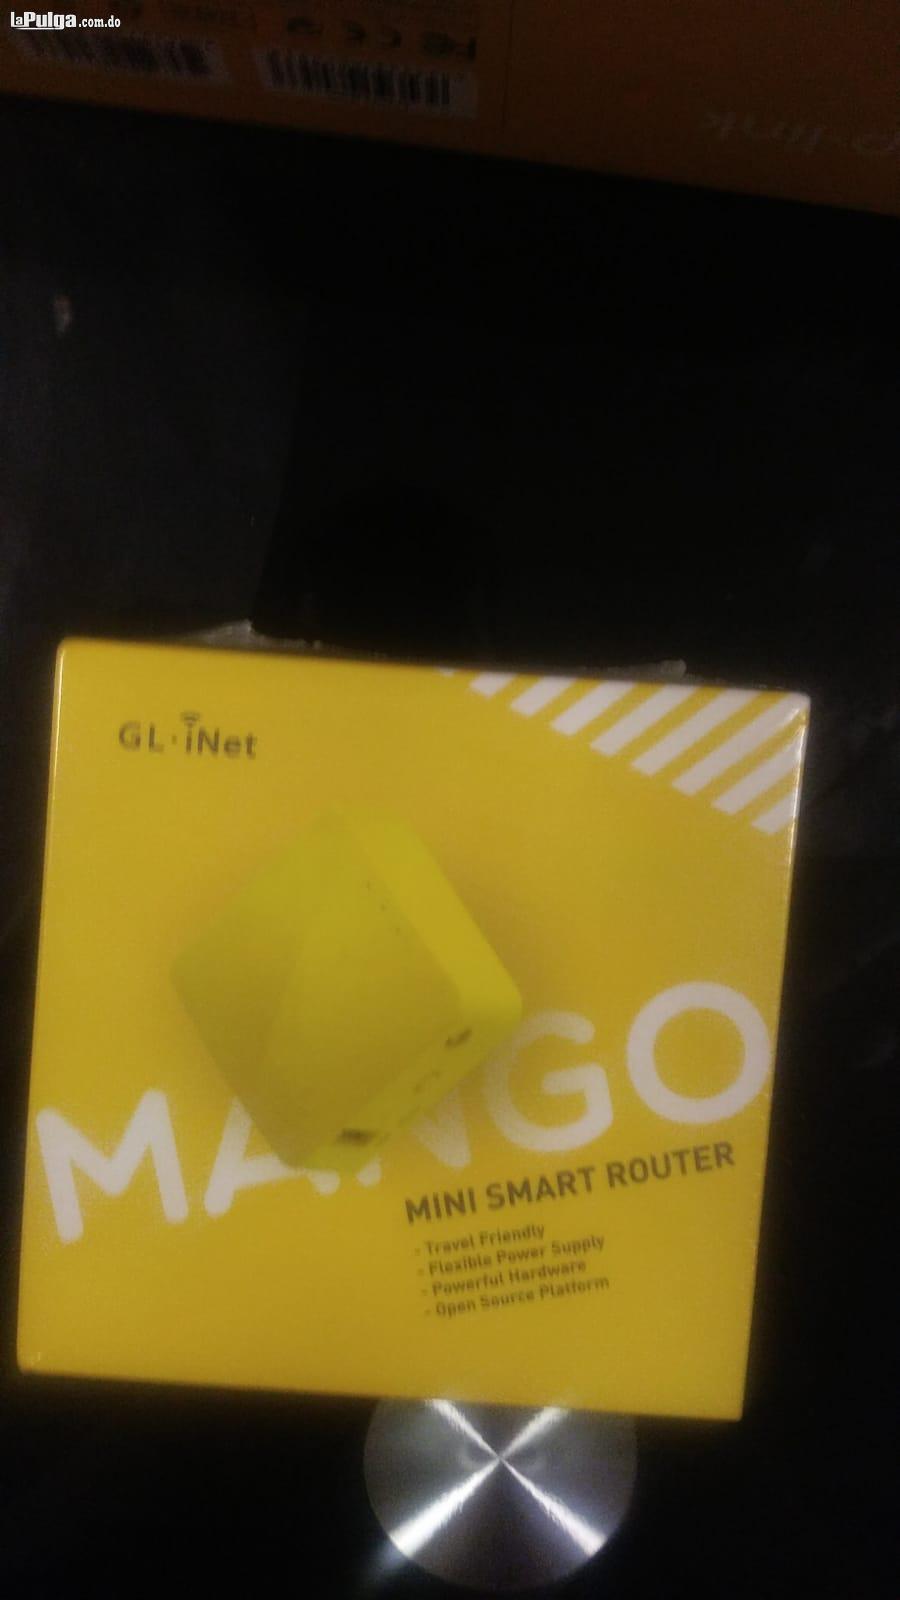 laPulga.com.do
GL·iNet
MANGO
MINI SMART ROUTER
- Travel Friendly
- Flexible Power Supply
- Powerful Hardware
- Open Source Platform